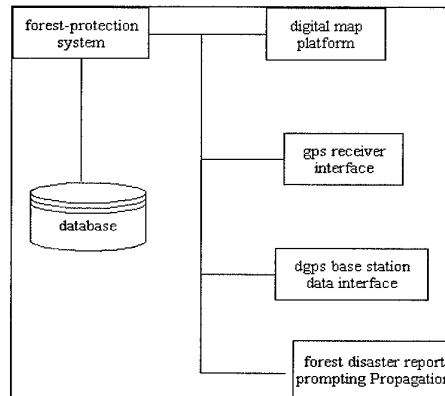 forest-protection
system
digital map
platform
gps receiver
interface
database
dgps base station
data interface
forest disaster report
prompting Propagation